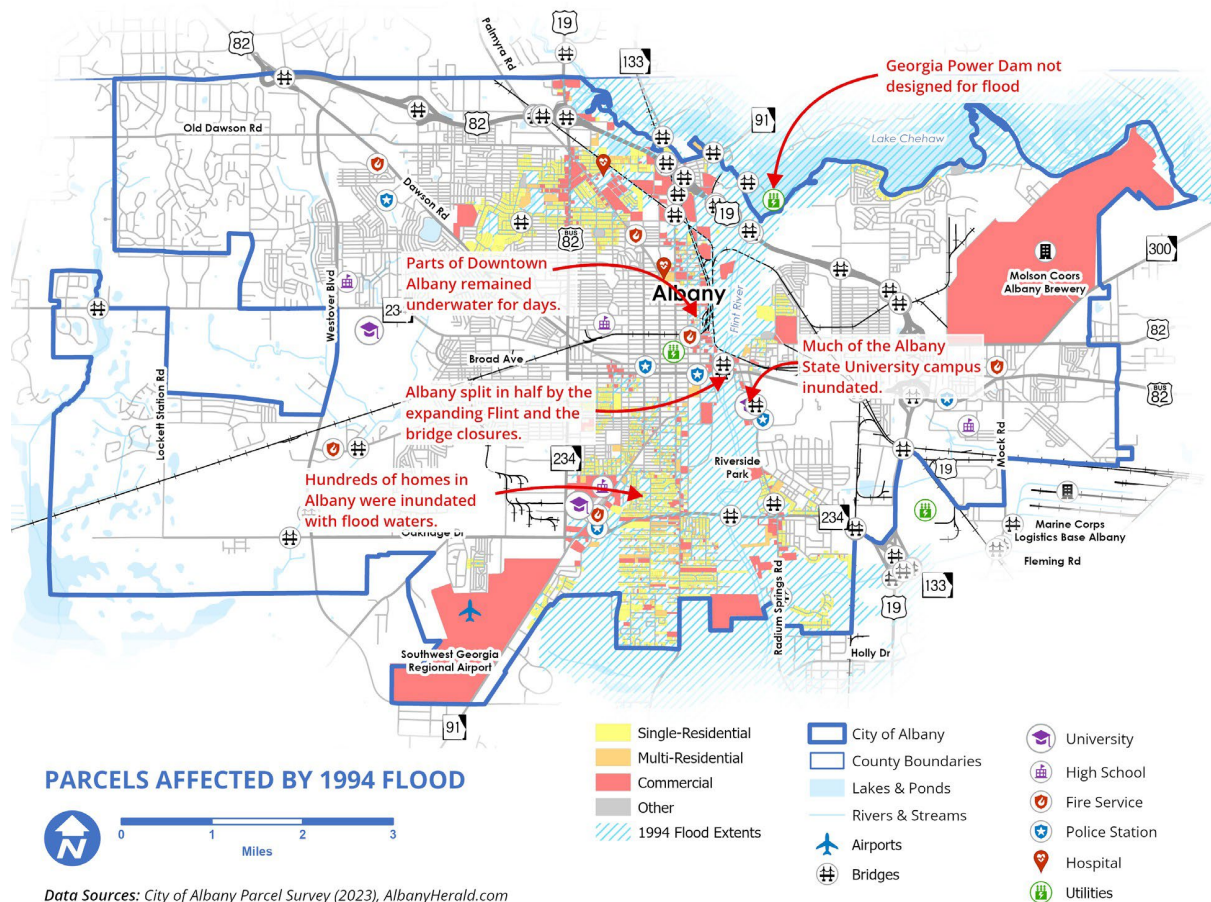 19
82
Palmyra Rd
133
Georgia Power Dam not
designed for flood
91
Lake Chehaw
Old Dawson Rd
82
Dawson Rd
19
BUS
82
300
Parts of Downtown
Albany remained
underwater for days.
Albany
Flint River
Molson Coors
Albany Brewery
Westover Blvd
23
82
Broad Ave
Much of the Albany
State University campus
inundated.
BUS
82
Albany split in half by the
expanding Flint and the
bridge closures.
Lockett Station Rd
Mock Rd
234
Riverside
Park
19
Hundreds of homes in
Albany were inundated
with flood waters.
234
Oakridge Dr
Marine Corps
Logistics Base Albany
Fleming Rd
133
19
Radium Springs Rd
Holly Dr
Southwest Georgia
Regional Airport
91
PARCELS AFFECTED BY 1994 FLOOD
N
0 1 2 3
Miles
Data Sources: City of Albany Parcel Survey (2023), AlbanyHerald.com
Single-Residential
Multi-Residential
Commercial
Other
1994 Flood Extents
City of Albany
County Boundaries
Lakes & Ponds
Rivers & Streams
Airports
Bridges
University
High School
Fire Service
Police Station
Hospital
Utilities